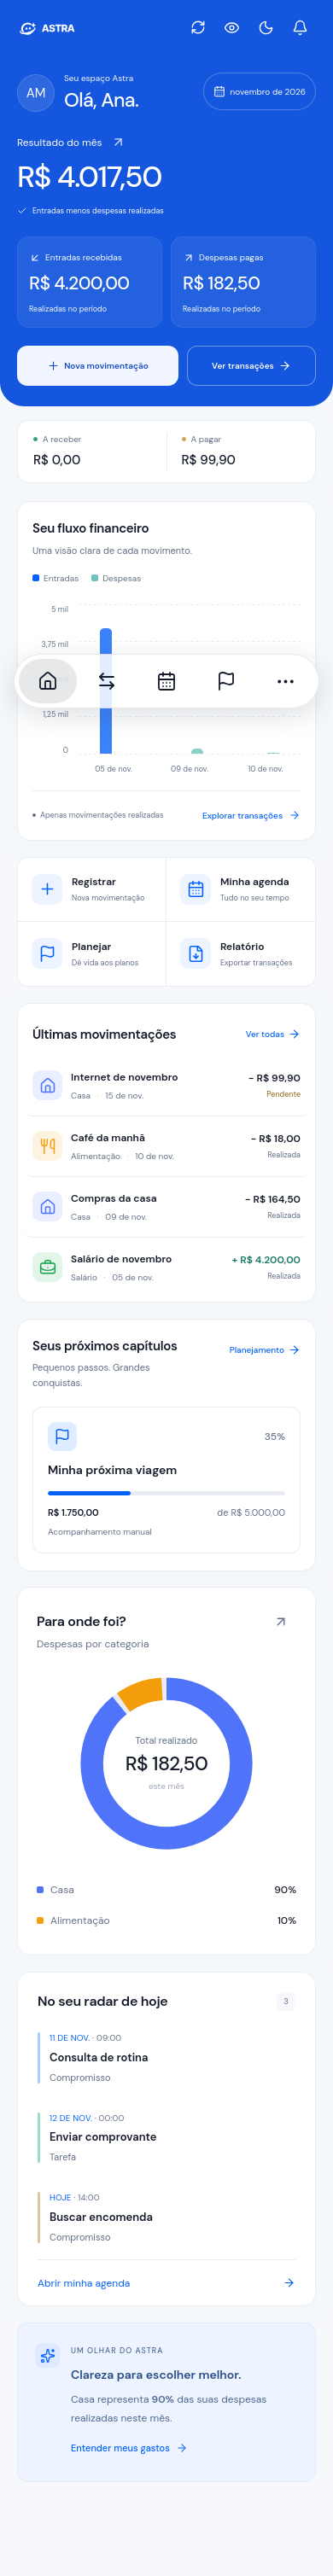 ASTRA
AM
Seu espaço Astra
Olá, Ana.
novembro de 2026
Resultado do mês
R$ 4.017,50
Entradas menos despesas realizadas
Entradas recebidas
R$ 4.200,00
Realizadas no período
Despesas pagas
R$ 182,50
Realizadas no período
Nova movimentação
Ver transações
A receber
R$ 0,00
A pagar
R$ 99,90
Seu fluxo financeiro
Uma visão clara de cada movimento.
Entradas
Despesas
5 mil
3,75 mil
1,25 mil
0
05 de nov.
09 de nov.
10 de nov.
Apenas movimentações realizadas
Explorar transações
Registrar
Nova movimentação
Minha agenda
Tudo no seu tempo
Planejar
Dê vida aos planos
Relatório
Exportar transações
Últimas movimentações
Ver todas
Internet de novembro
Casa · 15 de nov.
- R$ 99,90
Pendente
Café da manhã
Alimentação · 10 de nov.
- R$ 18,00
Realizada
Compras da casa
Casa · 09 de nov.
- R$ 164,50
Realizada
Salário de novembro
Salário · 05 de nov.
+ R$ 4.200,00
Realizada
Seus próximos capítulos
Planejamento
Pequenos passos. Grandes
conquistas.
35%
Minha próxima viagem
R$ 1.750,00
de R$ 5.000,00
Acompanhamento manual
Para onde foi?
Despesas por categoria
Total realizado
R$ 182,50
este mês
Casa
90%
Alimentação
10%
No seu radar de hoje
3
11 DE NOV. · 09:00
Consulta de rotina
Compromisso
12 DE NOV. · 00:00
Enviar comprovante
Tarefa
HOJE · 14:00
Buscar encomenda
Compromisso
Abrir minha agenda
UM OLHAR DO ASTRA
Clareza para escolher melhor.
Casa representa 90% das suas despesas
realizadas neste mês.
Entender meus gastos